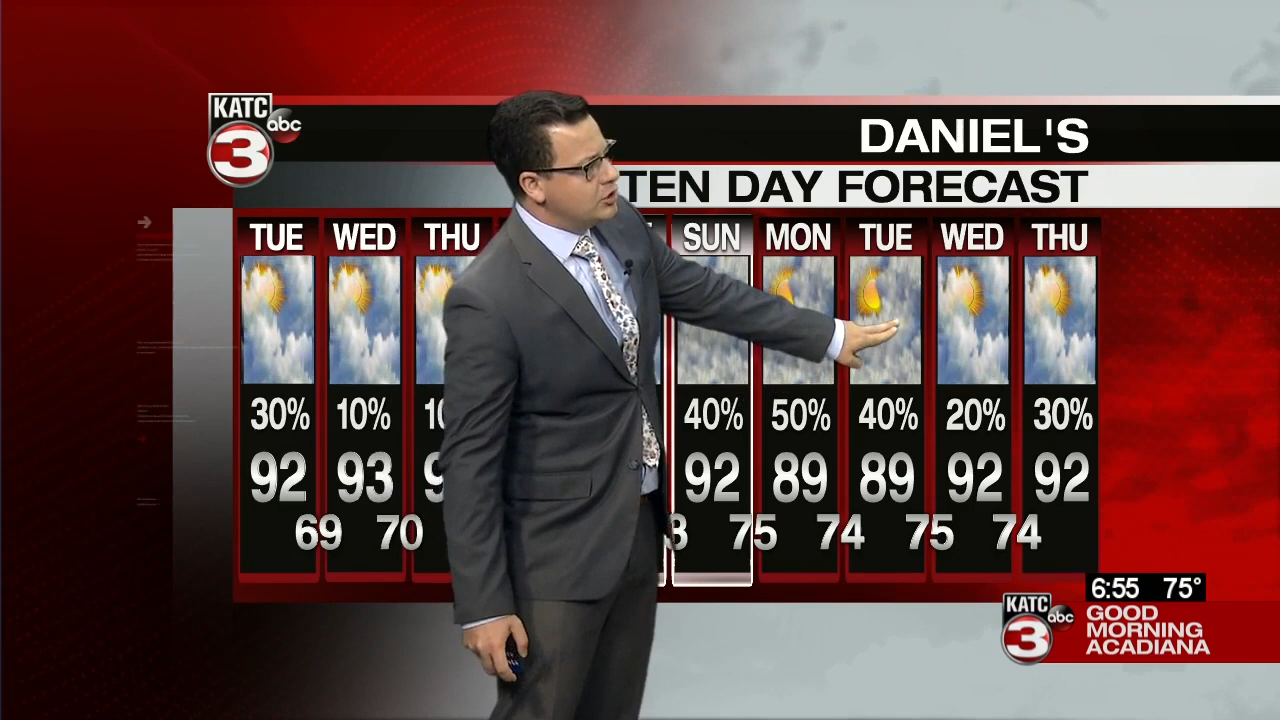 KATC
abc
3
DANIEL'S
TEN DAY FORECAST
TUE WED THU SUN MON TUE WED THU
30% 10% 40% 50% 40% 20% 30%
92 93 92 89 89 92 92
69 70 75 74 75 74
6:55 75°
KATC
abc
3
GOOD
MORNING
ACADIANA